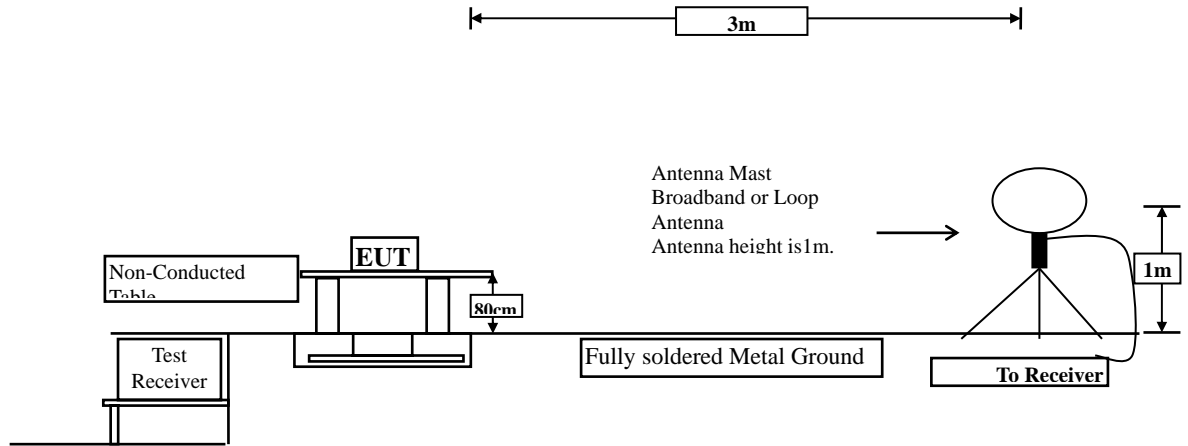 3m
Antenna Mast
Broadband or Loop
Antenna
Antenna height is1m.
EUT
Non-Conducted
Table
80cm
1m
Test
Receiver
Fully soldered Metal Ground
To Receiver